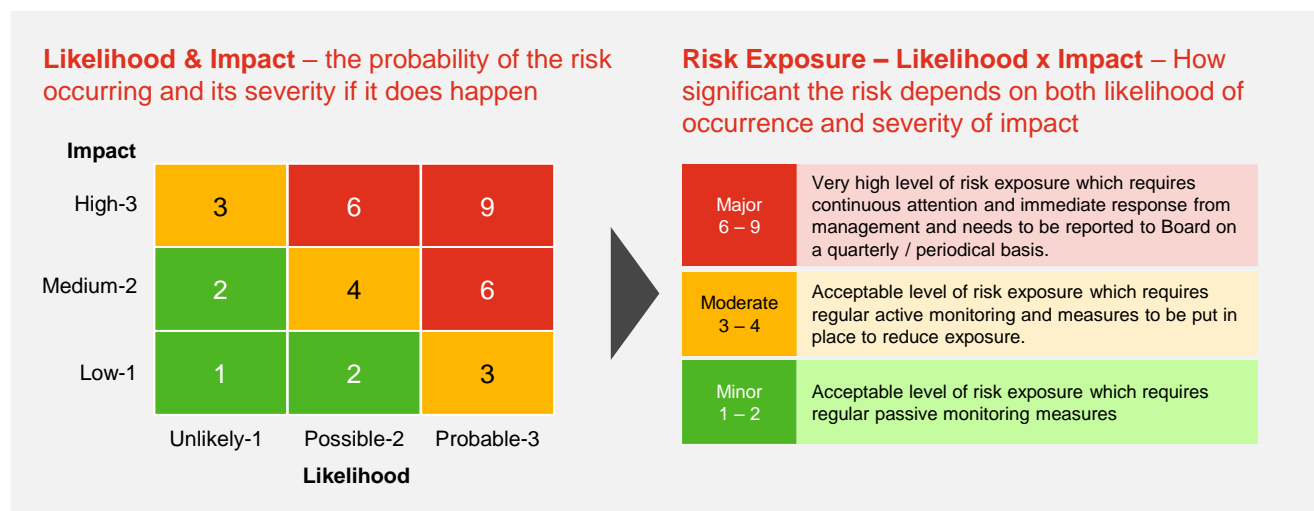 Likelihood & Impact – the probability of the risk
occurring and its severity if it does happen
Impact
High-3
3
6
9
Medium-2
2
4
6
Low-1
1
2
3
Unlikely-1
Possible-2
Probable-3
Likelihood
Risk Exposure – Likelihood x Impact – How
significant the risk depends on both likelihood of
occurrence and severity of impact
Major
6 – 9
Very high level of risk exposure which requires
continuous attention and immediate response from
management and needs to be reported to Board on
a quarterly / periodical basis.
Moderate
3 – 4
Acceptable level of risk exposure which requires
regular active monitoring and measures to be put in
place to reduce exposure.
Minor
1 – 2
Acceptable level of risk exposure which requires
regular passive monitoring measures